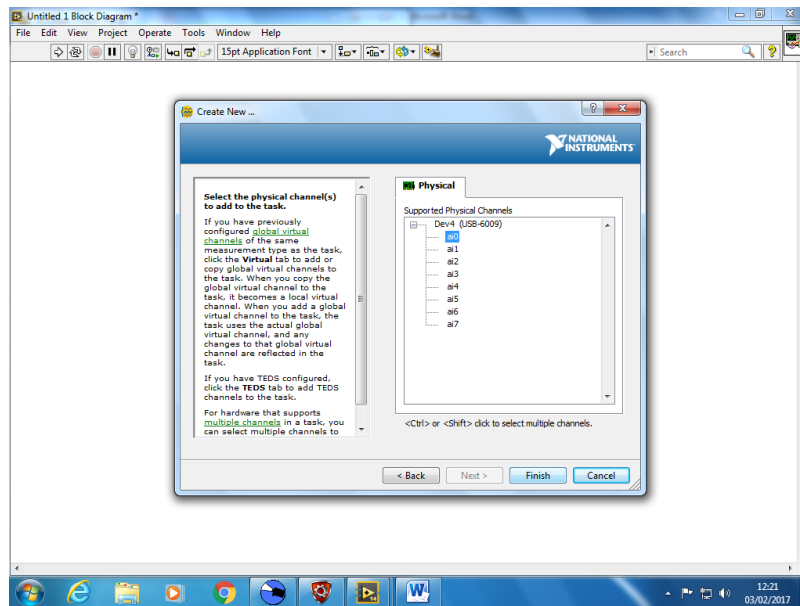 Untitled 1 Block Diagram *
File Edit View Project Operate Tools Window Help
15pt Application Font
Search
Create New ...
NATIONAL
INSTRUMENTS
Select the physical channel(s)
to add to the task.
If you have previously
configured global virtual
channels of the same
measurement type as the task,
click the Virtual tab to add or
copy global virtual channels to
the task. When you copy the
global virtual channel to the
task, it becomes a local virtual
channel. When you add a global
virtual channel to the task, the
task uses the actual global
virtual channel, and any
changes to that global virtual
channel are reflected in the
task.
If you have TEDS configured,
click the TEDS tab to add TEDS
channels to the task.
For hardware that supports
multiple channels in a task, you
can select multiple channels to
Physical
Supported Physical Channels
Dev4 (USB-6009)
ai0
ai1
ai2
ai3
ai4
ai5
ai6
ai7
<Ctrl> or <Shift> click to select multiple channels.
< Back Next > Finish Cancel
12:21
03/02/2017